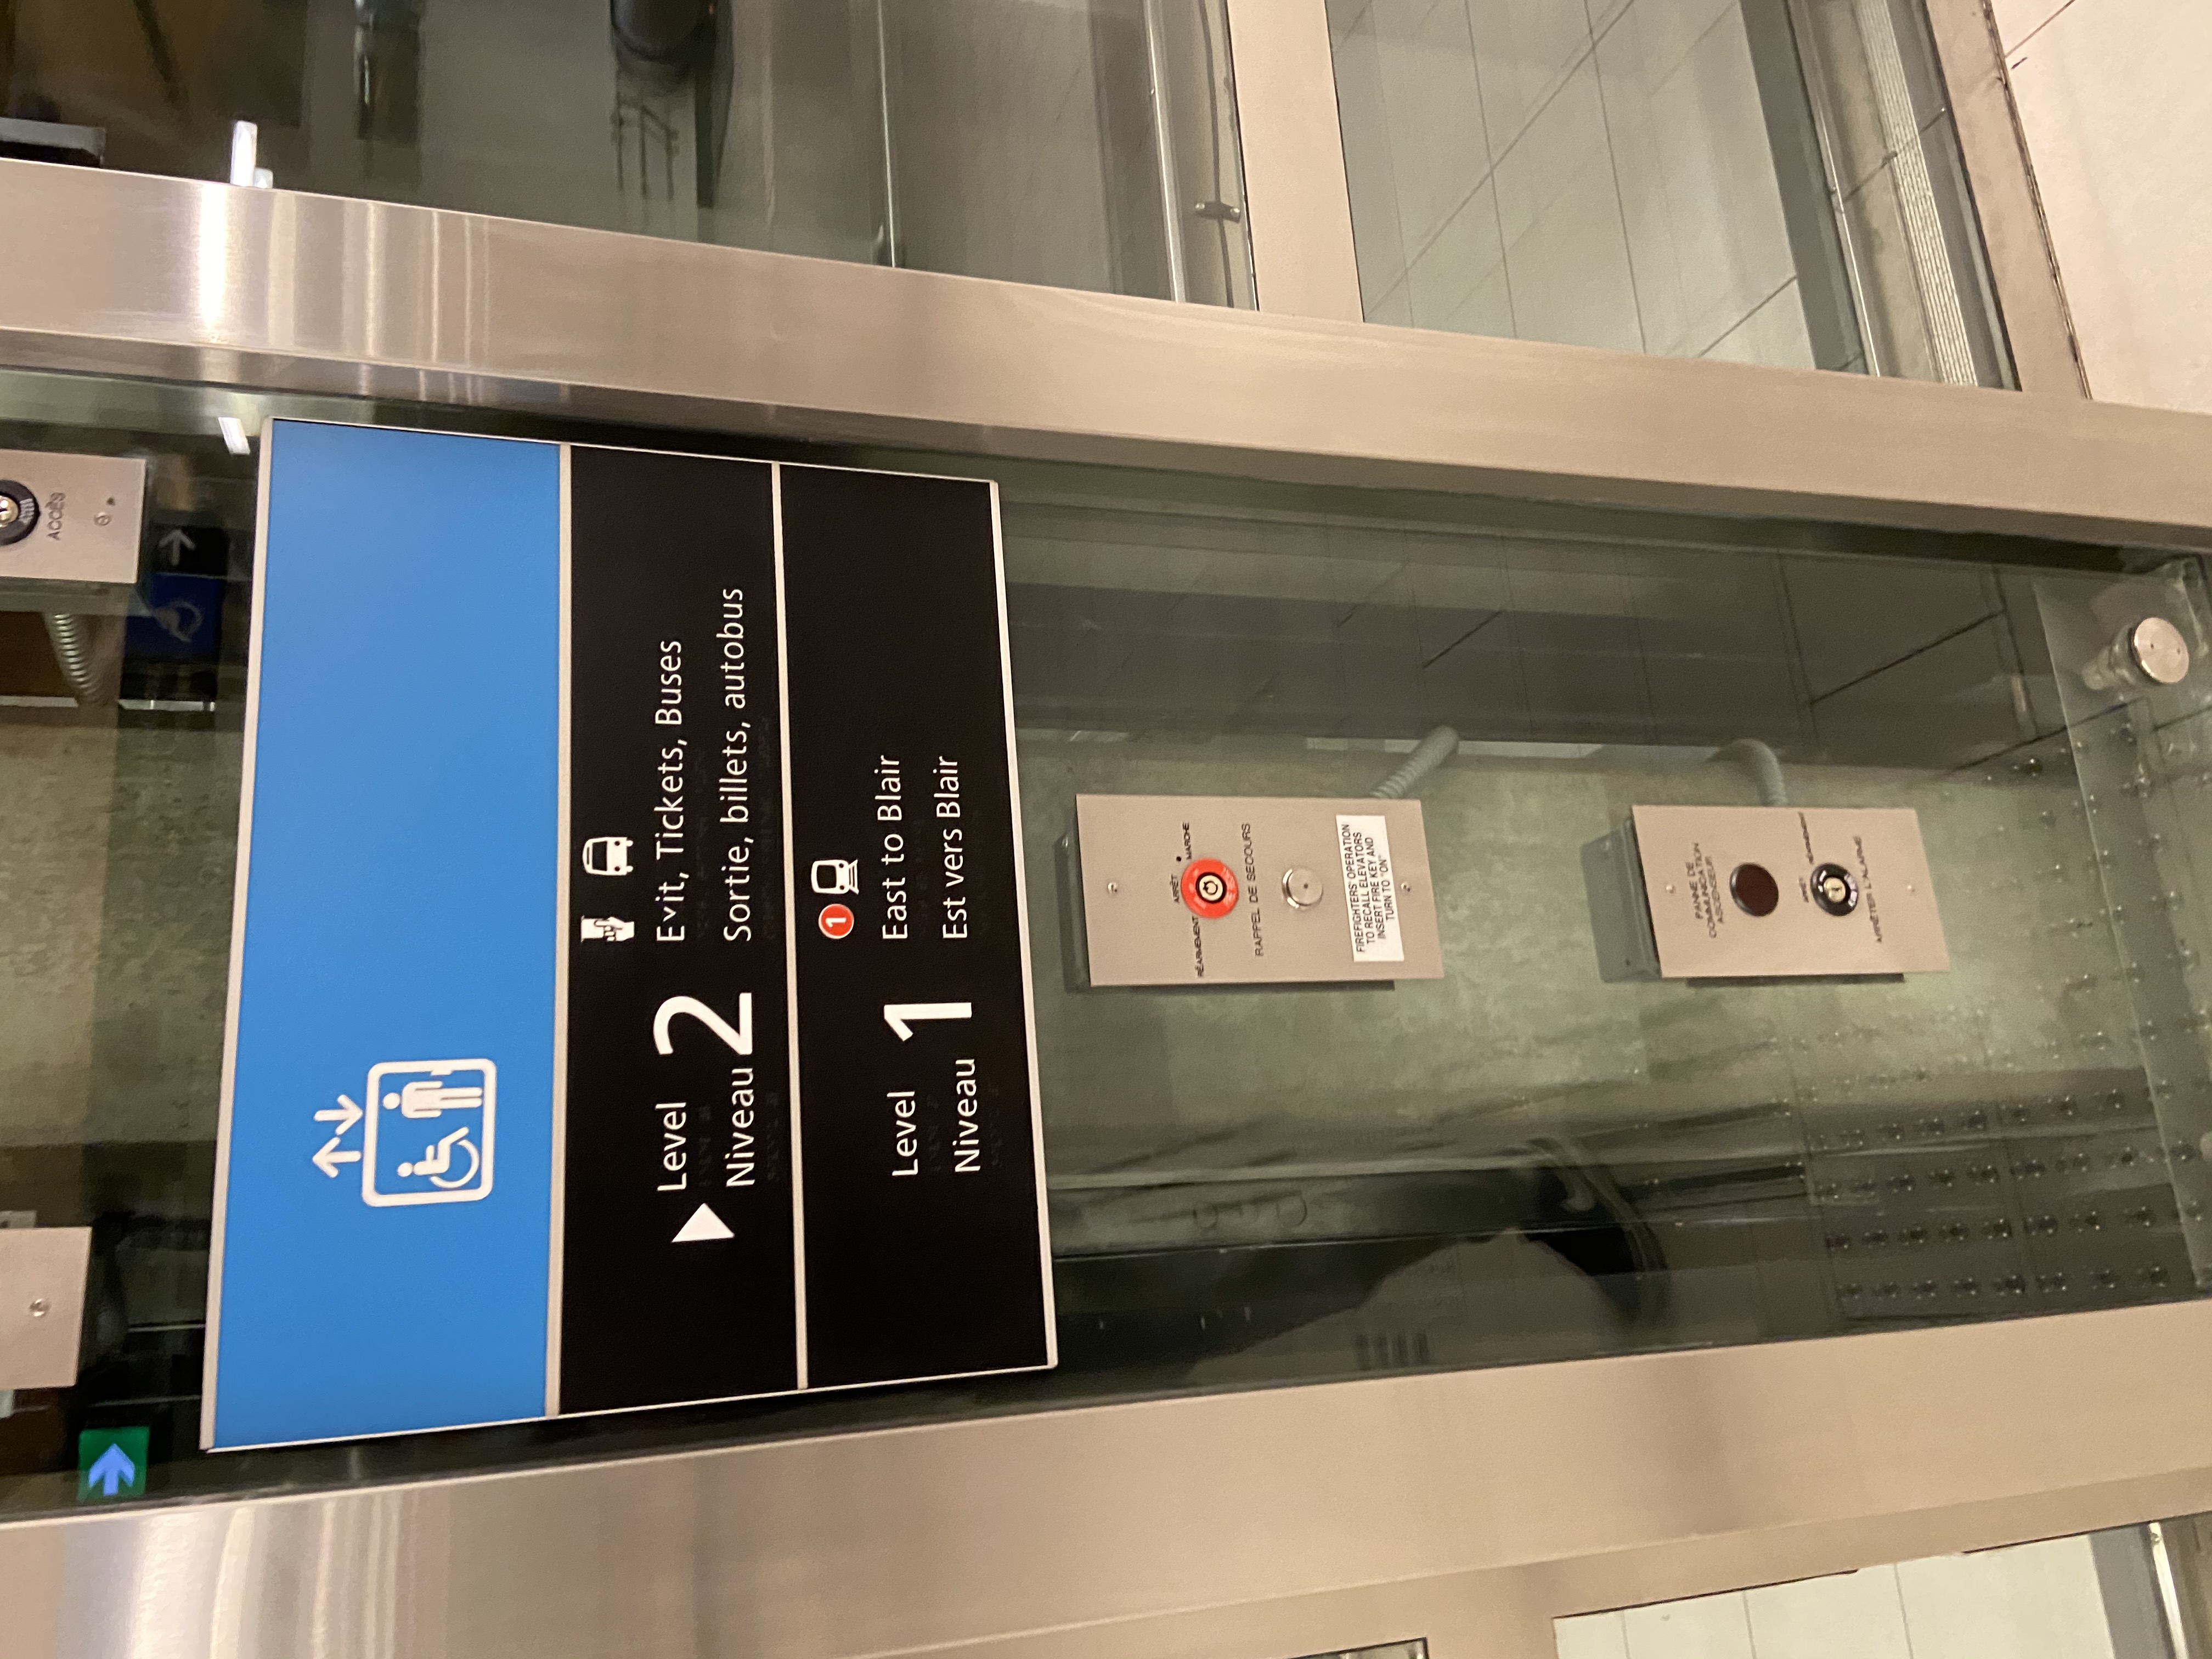 ACCÈS
Level
Niveau
2
Evit, Tickets, Buses
Sortie, billets, autobus
1
Level
Niveau
1
East to Blair
Est vers Blair
ARRÊT
RÉARMEMENT
MARCHE
RAPPEL DE SECOURS
FIREFIGHTERS' OPERATION
TO RECALL ELEVATORS
INSERT FIRE KEY AND
TURN TO "ON"
PANNE DE
COMMUNICATION
ASCENSEUR
ARRÊT
RÉARMEMENT
ARRÊTER L'ALARME